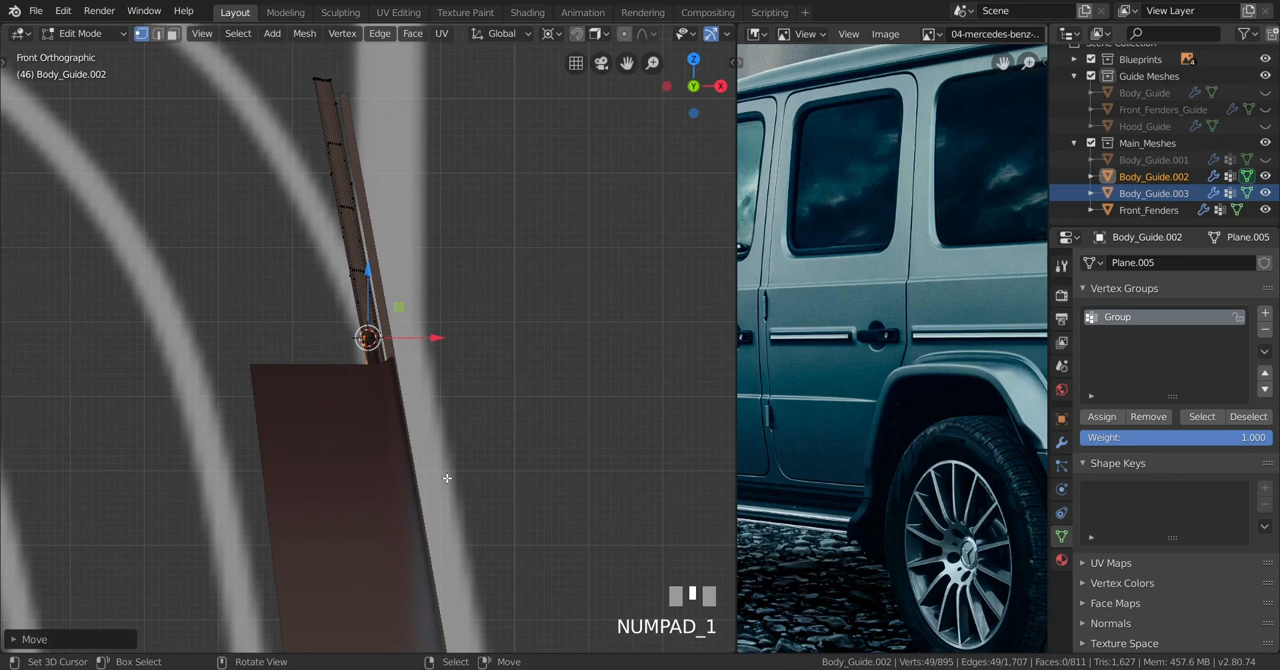 File Edit Render Window Help
Layout Modeling Sculpting UV Editing Texture Paint Shading Animation Rendering Compositing Scripting +
Scene
View Layer
Edit Mode
View Select Add Mesh Vertex Edge Face UV
Global
View
View Image
04-mercedes-benz-..
Front Orthographic
(46) Body_Guide.002
Z
Y
X
Blueprints
4
Guide Meshes
Body_Guide
Front_Fenders_Guide
Hood_Guide
Main_Meshes
Body_Guide.001
Body_Guide.002
Body_Guide.003
Front_Fenders
Body_Guide.002
Plane.005
Plane.005
Vertex Groups
Group
Assign Remove Select Deselect
Weight: 1.000
Shape Keys
UV Maps
Vertex Colors
Face Maps
Normals
Texture Space
NUMPAD_1
Move
Set 3D Cursor
Box Select
Rotate View
Select
Move
Body_Guide.002 | Verts:49/895 | Edges:49/1,707 | Faces:0/811 | Tris:1,627 | Mem: 457.6 MB | v2.80.74